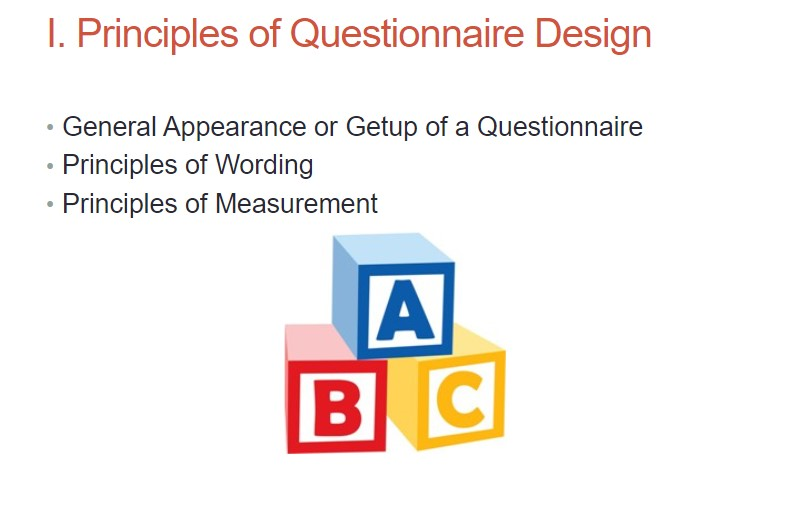 I. Principles of Questionnaire Design
• General Appearance or Getup of a Questionnaire
• Principles of Wording
• Principles of Measurement
A
B C